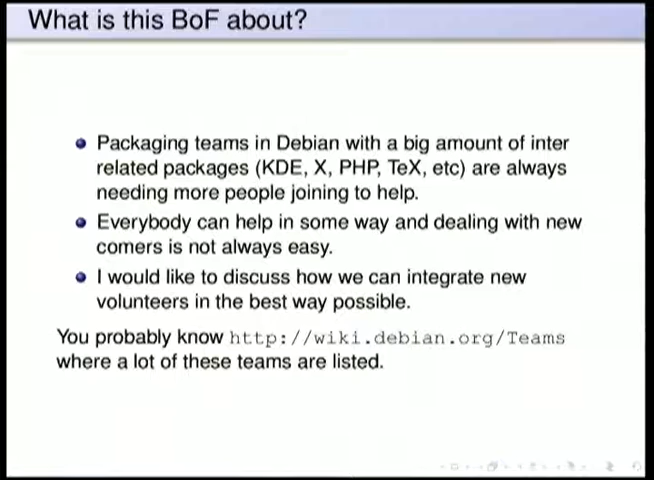 What is this BoF about?
Packaging teams in Debian with a big amount of inter
related packages (KDE, X, PHP, TeX, etc) are always
needing more people joining to help.
Everybody can help in some way and dealing with new
comers is not always easy.
I would like to discuss how we can integrate new
volunteers in the best way possible.
You probably know http://wiki.debian.org/Teams
where a lot of these teams are listed.